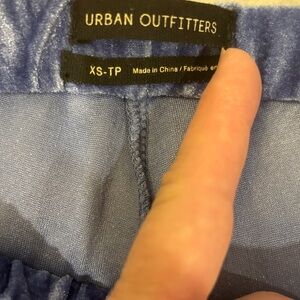 URBAN OUTFITTERS
XS-TP Made in China / Fabriqué en